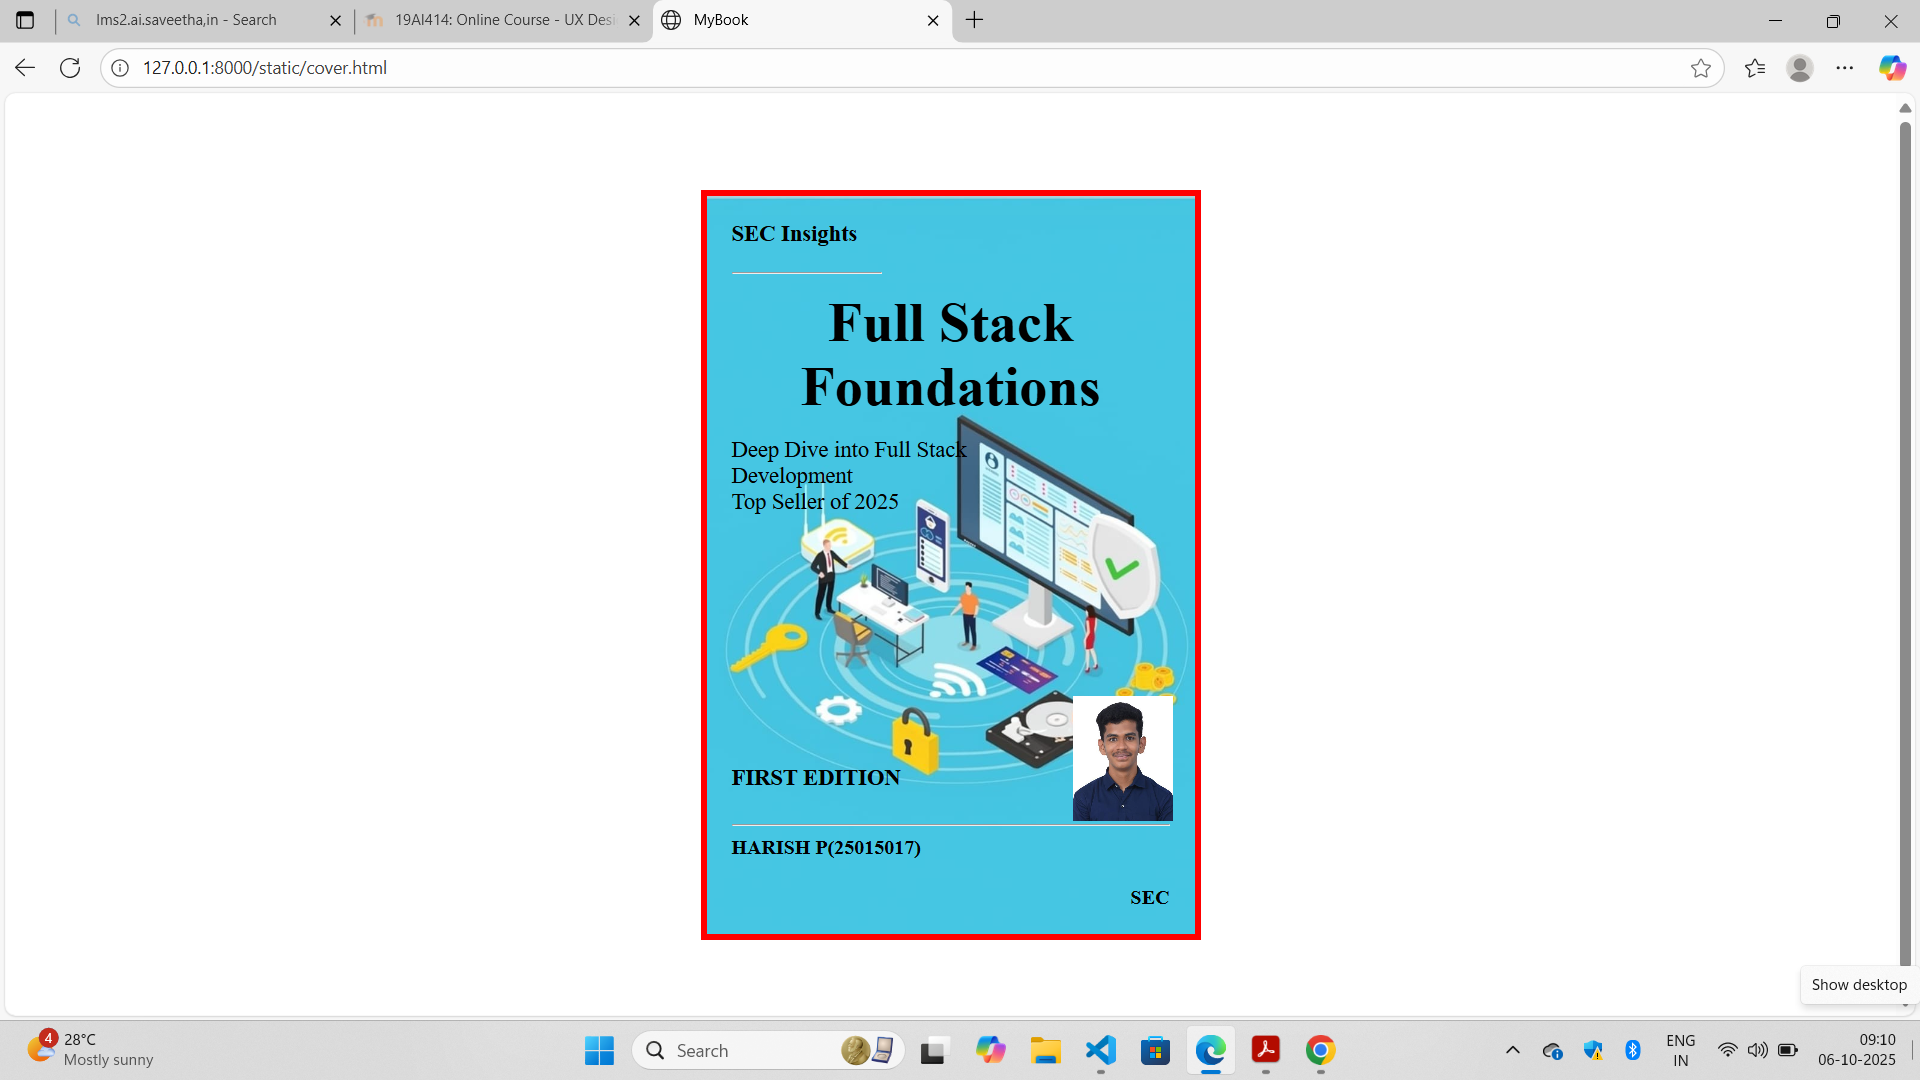 lms2.ai.saveetha,in - Search
19AI414: Online Course - UX Desi
MyBook
127.0.0.1:8000/static/cover.html
SEC Insights
Full Stack
Foundations
Deep Dive into Full Stack
Development
Top Seller of 2025
FIRST EDITION
HARISH P(25015017)
SEC
Show desktop
4
28°C
Mostly sunny
Search
ENG
IN
09:10
06-10-2025